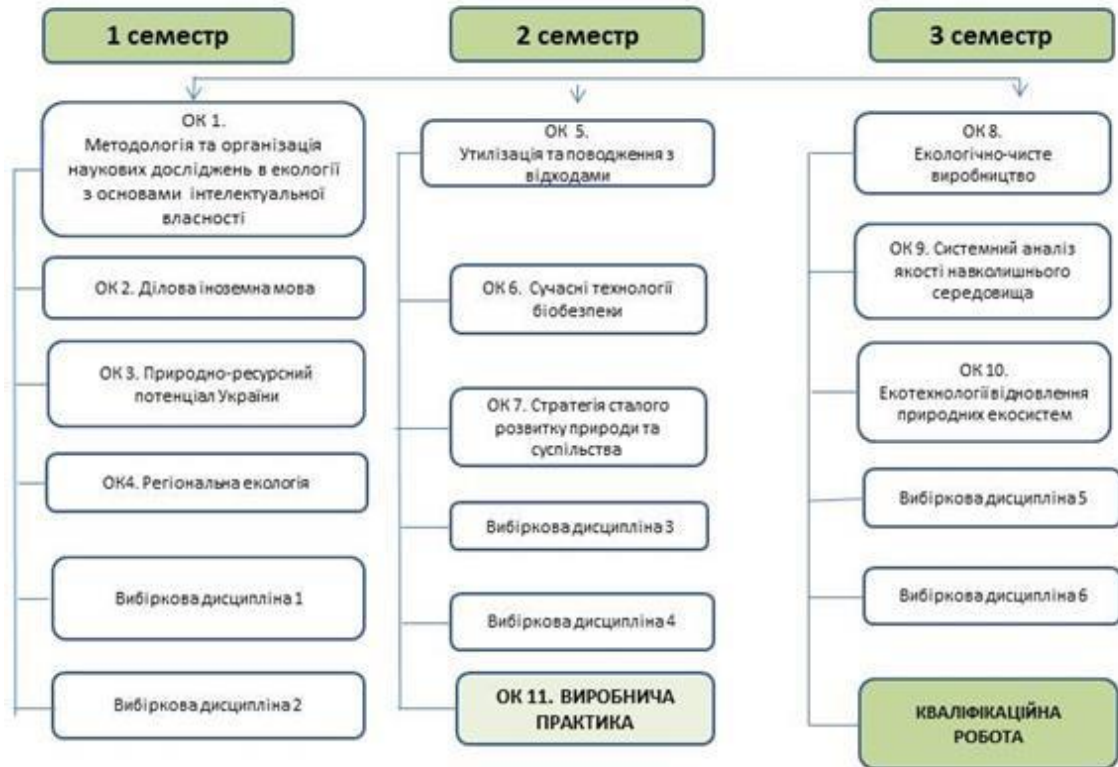 1 семестр
2 семестр
3 семестр
ОК 1.
Методологія та організація
наукових досліджень в екології
з основами інтелектуальної
власності
ОК 2. Ділова іноземна мова
ОК 3. Природно-ресурсний
потенціал України
ОК4. Регіональна екологія
Вибіркова дисципліна 1
Вибіркова дисципліна 2
ОК 5.
Утилізація та поводження з
відходами
ОК 6. Сучасні технології
біобезпеки
ОК 7. Стратегія сталого
розвитку природи та
суспільства
Вибіркова дисципліна 3
Вибіркова дисципліна 4
ОК 11. ВИРОБНИЧА
ПРАКТИКА
ОК 8.
Екологічно-чисте
виробництво
ОК 9. Системний аналіз
якості навколишнього
середовища
ОК 10.
Екотехнології відновлення
природних екосистем
Вибіркова дисципліна 5
Вибіркова дисципліна 6
КВАЛІФІКАЦІЙНА
РОБОТА